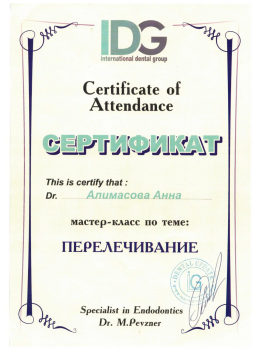 IDG
international dental group
Certificate of
Attendance
СЕРТИФИКАТ
This is certify that :
Dr. Алимасова Анна
мастер-класс по теме:
ПЕРЕЛЕЧИВАНИЕ
Specialist in Endodontics
Dr. M.Pevzner